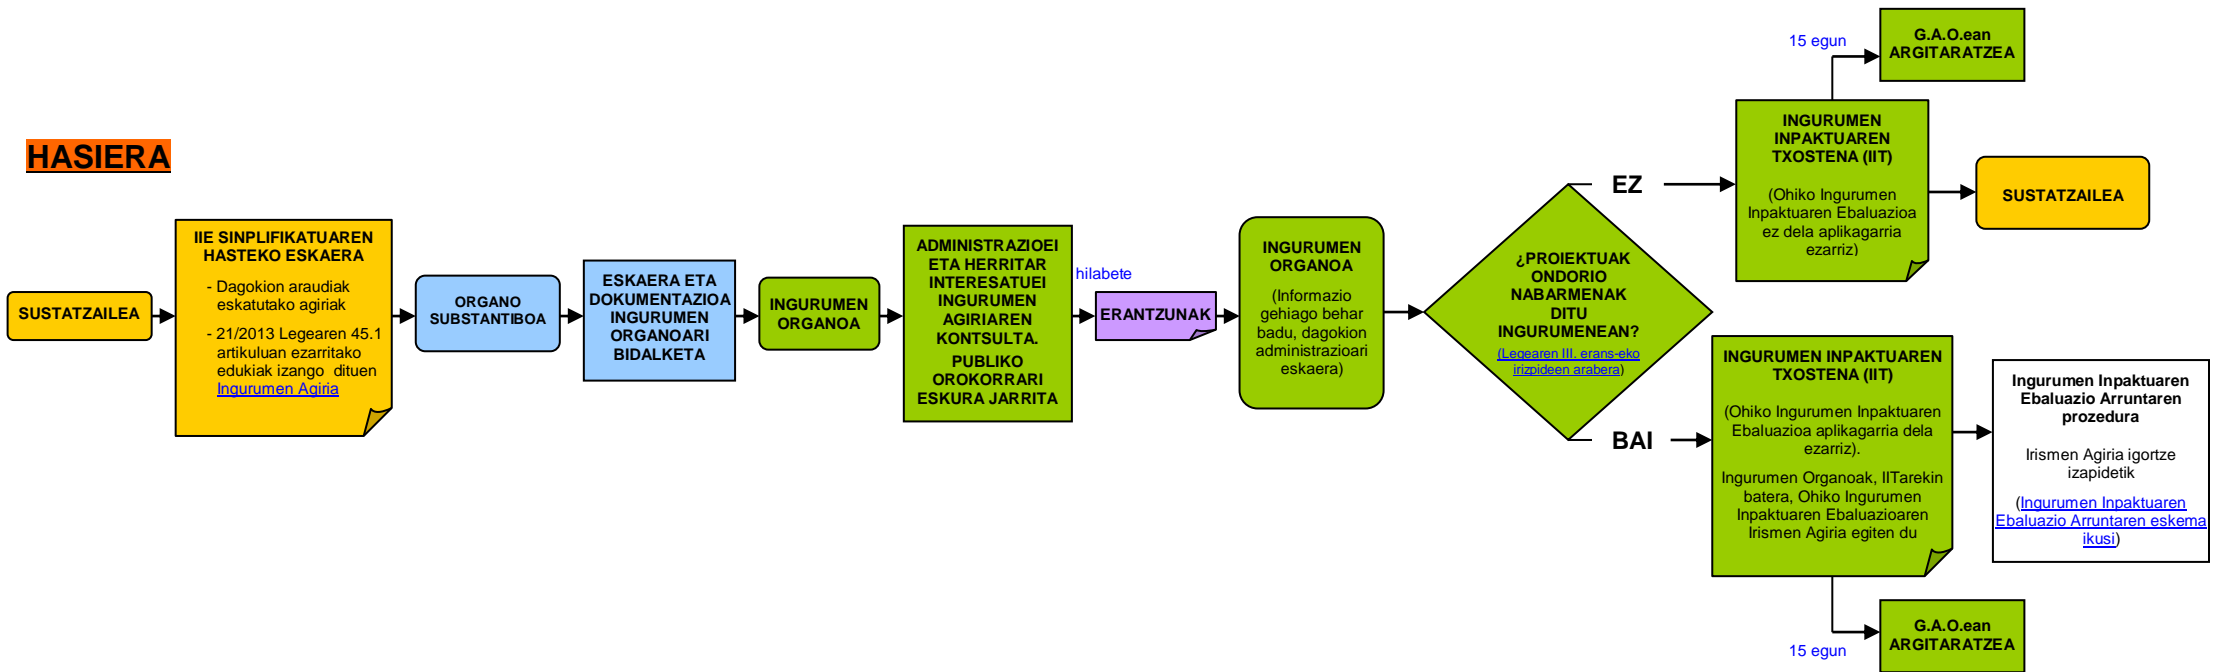 HASIERA
SUSTATZAILEA
IIE SINPLIFIKATUAREN
HASTEKO ESKAERA
- Dagokion araudiak
eskatutako agiriak
- 21/2013 Legearen 45.1
artikuluan ezarritako
edukiak izango dituen
Ingurumen Agiria
ORGANO
SUBSTANTIBOA
ESKAERA ETA
DOKUMENTAZIOA
INGURUMEN
ORGANOARI
BIDALKETA
INGURUMEN
ORGANOA
ADMINISTRAZIOEI
ETA HERRITAR
INTERESATUEI
INGURUMEN
AGIRIAREN
KONTSULTA.
PUBLIKO
OROKORRARI
ESKURA JARRITA
hilabete
ERANTZUNAK
INGURUMEN
ORGANOA
(Informazio
gehiago behar
badu, dagokion
administrazioari
eskaera)
¿PROIEKTUAK
ONDORIO
NABARMENAK
DITU
INGURUMENEAN?
(Legearen III. erans-eko
irizpideen arabera)
EZ
INGURUMEN
INPAKTUAREN
TXOSTENA (IIT)
(Ohiko Ingurumen
Inpaktuaren Ebaluazioa
ez dela aplikagarria
ezarriz)
15 egun
G.A.O.ean
ARGITARATZEA
SUSTATZAILEA
BAI
INGURUMEN INPAKTUAREN
TXOSTENA (IIT)
(Ohiko Ingurumen Inpaktuaren
Ebaluazioa aplikagarria dela
ezarriz).
Ingurumen Organoak, IITarekin
batera, Ohiko Ingurumen
Inpaktuaren Ebaluazioaren
Irismen Agiria egiten du
Ingurumen Inpaktuaren
Ebaluazio Arruntaren
prozedura
Irismen Agiria igortze
izapidetik
(Ingurumen Inpaktuaren
Ebaluazio Arruntaren eskema
ikusi)
15 egun
G.A.O.ean
ARGITARATZEA